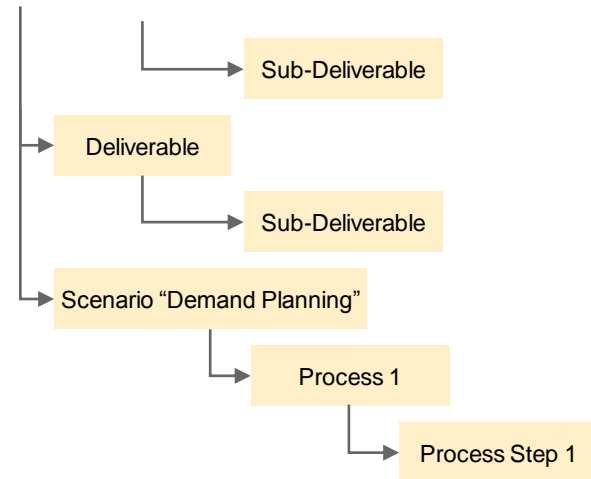 Sub-Deliverable
Deliverable
Sub-Deliverable
Scenario “Demand Planning”
Process 1
Process Step 1